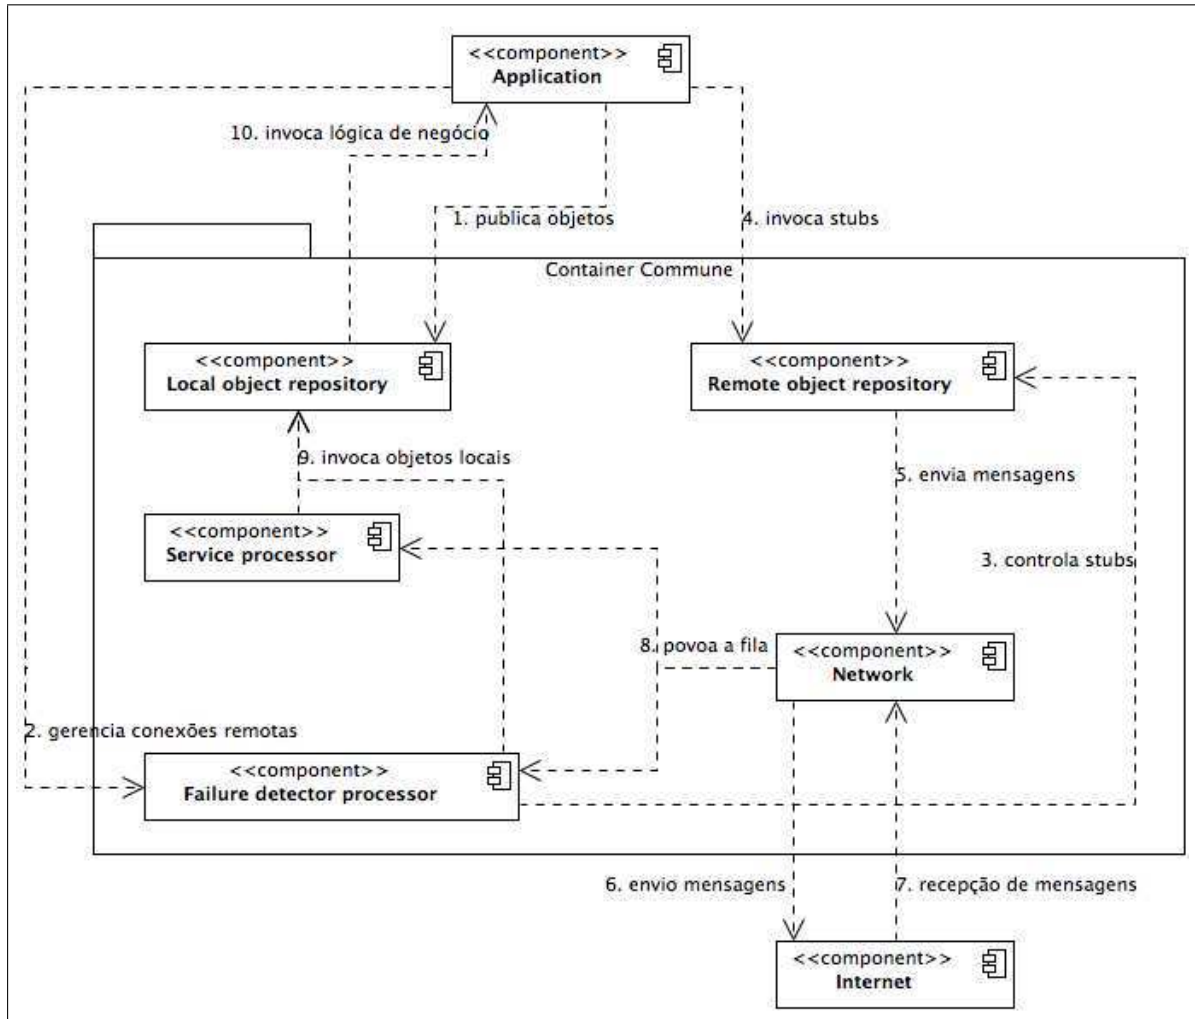 <<component>>
Application
10. invoca lógica de negócio
1. publica objetos
4. invoca stubs
Container Commune
<<component>>
Local object repository
<<component>>
Remote object repository
9. invoca objetos locais
5. envia mensagens
<<component>>
Service processor
3. controla stubs
8. povoa a fila
<<component>>
Network
2. gerencia conexões remotas
<<component>>
Failure detector processor
6. envio mensagens
7. recepção de mensagens
<<component>>
Internet